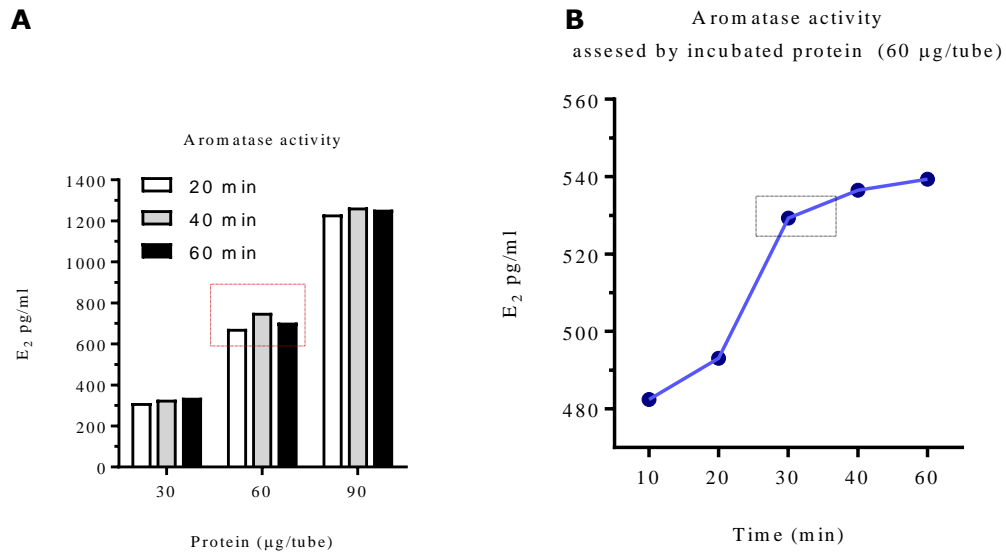 A
Aromatase activity
20 min
40 min
60 min
1400
1200
1000
800
600
400
200
0
E2 pg/ml
30 60 90
Protein (µg/tube)
B
Aromatase activity
assesed by incubated protein (60 µg/tube)
560
540
520
500
480
E2 pg/ml
10 20 30 40 60
Time (min)